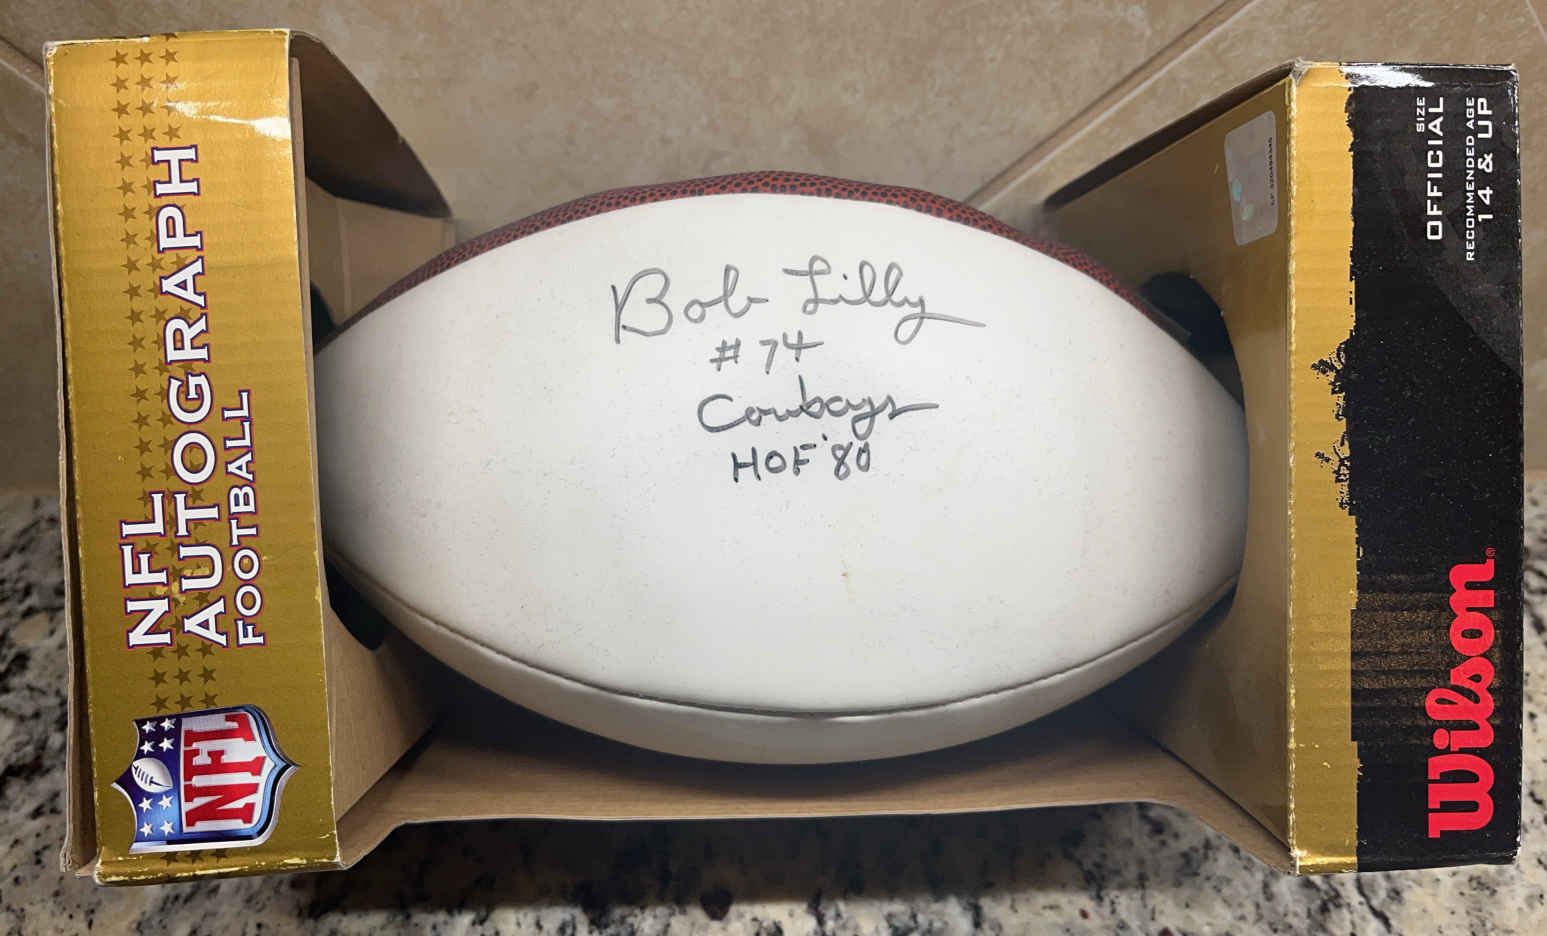 NFL
AUTOGRAPH
FOOTBALL
NFL
Bob Lilly
#74
Cowboys
HOF '80
SIZE
OFFICIAL
RECOMMENDED AGE
14 & UP
Wilson®